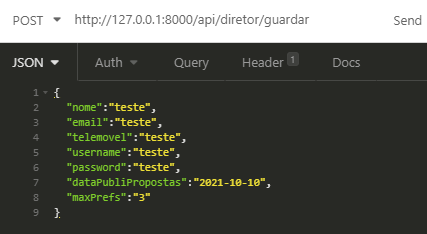 POST http://127.0.0.1:8000/api/diretor/guardar Send
JSON Auth Query Header 1 Docs
1 {
2 "nome":"teste",
3 "email":"teste",
4 "telemovel":"teste",
5 "username":"teste",
6 "password":"teste",
7 "dataPubliPropostas":"2021-10-10",
8 "maxPrefs":"3"
9 }